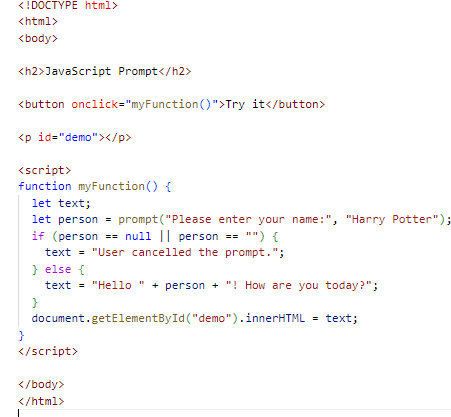 <!DOCTYPE html>
<html>
<body>

<h2>JavaScript Prompt</h2>

<button onclick="myFunction()">Try it</button>

<p id="demo"></p>

<script>
function myFunction() {
  let text;
  let person = prompt("Please enter your name:", "Harry Potter");
  if (person == null || person == "") {
    text = "User cancelled the prompt.";
  } else {
    text = "Hello " + person + "! How are you today?";
  }
  document.getElementById("demo").innerHTML = text;
}
</script>

</body>
</html>